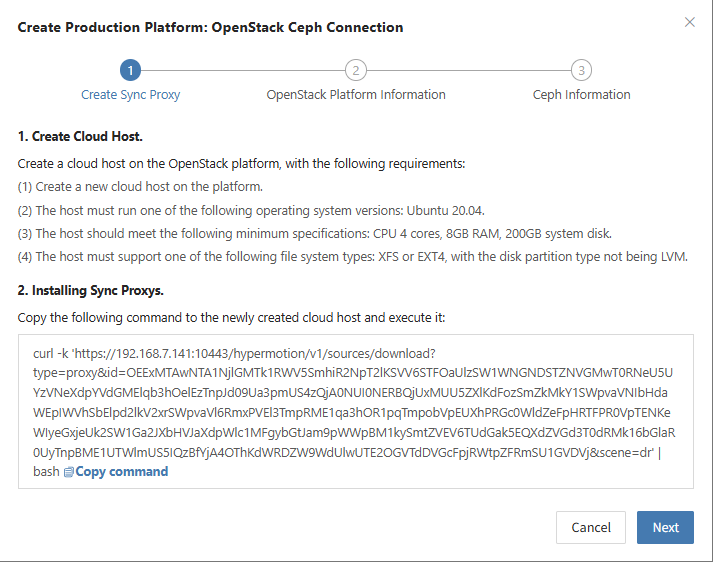 Create Production Platform: OpenStack Ceph Connection
1
2
3
Create Sync Proxy
OpenStack Platform Information
Ceph Information
1. Create Cloud Host.
Create a cloud host on the OpenStack platform, with the following requirements:
(1) Create a new cloud host on the platform.
(2) The host must run one of the following operating system versions: Ubuntu 20.04.
(3) The host should meet the following minimum specifications: CPU 4 cores, 8GB RAM, 200GB system disk.
(4) The host must support one of the following file system types: XFS or EXT4, with the disk partition type not being LVM.
2. Installing Sync Proxys.
Copy the following command to the newly created cloud host and execute it:
curl -k 'https://192.168.7.141:10443/hypermotion/v1/sources/download?
type=proxy&id=OEExMTAwNTA1NjlGMTk1RWV5SmhiR2NpT2lKSVV6STFOaUlzSW1WNGNDSTZNVGMwT0RNeU5U
YzVNeXdpYVdGMElqb3hOelEzTnpJd09Ua3pmUS4zQjA0NUI0NERBQjUxMUU5ZXlKdFozSmZkMkY1SWpvaVNIbHda
WEpIWVhSbElpd2lkV2xrSWpvaVl6RmxPVEl3TmpRME1qa3hOR1pqTmpobVpEUXhPRGc0WldZeFpHRTFPR0VpTENKe
WIyeGxjeUk2SW1Ga2JXbHVJaXdpWlc1MFgybGtJam9pWWpBM1kySmtZVEV6TUdGak5EQXdZVGd3T0dRMk16bGlaR
0UyTnpBME1UTWlmUS5IQzBfYjA4OThKdWRDZW9WdUlwUTE2OGVTdDVGcFpjRWtpZFRmSU1GVDVj&scene=dr' |
bash Copy command
Cancel
Next